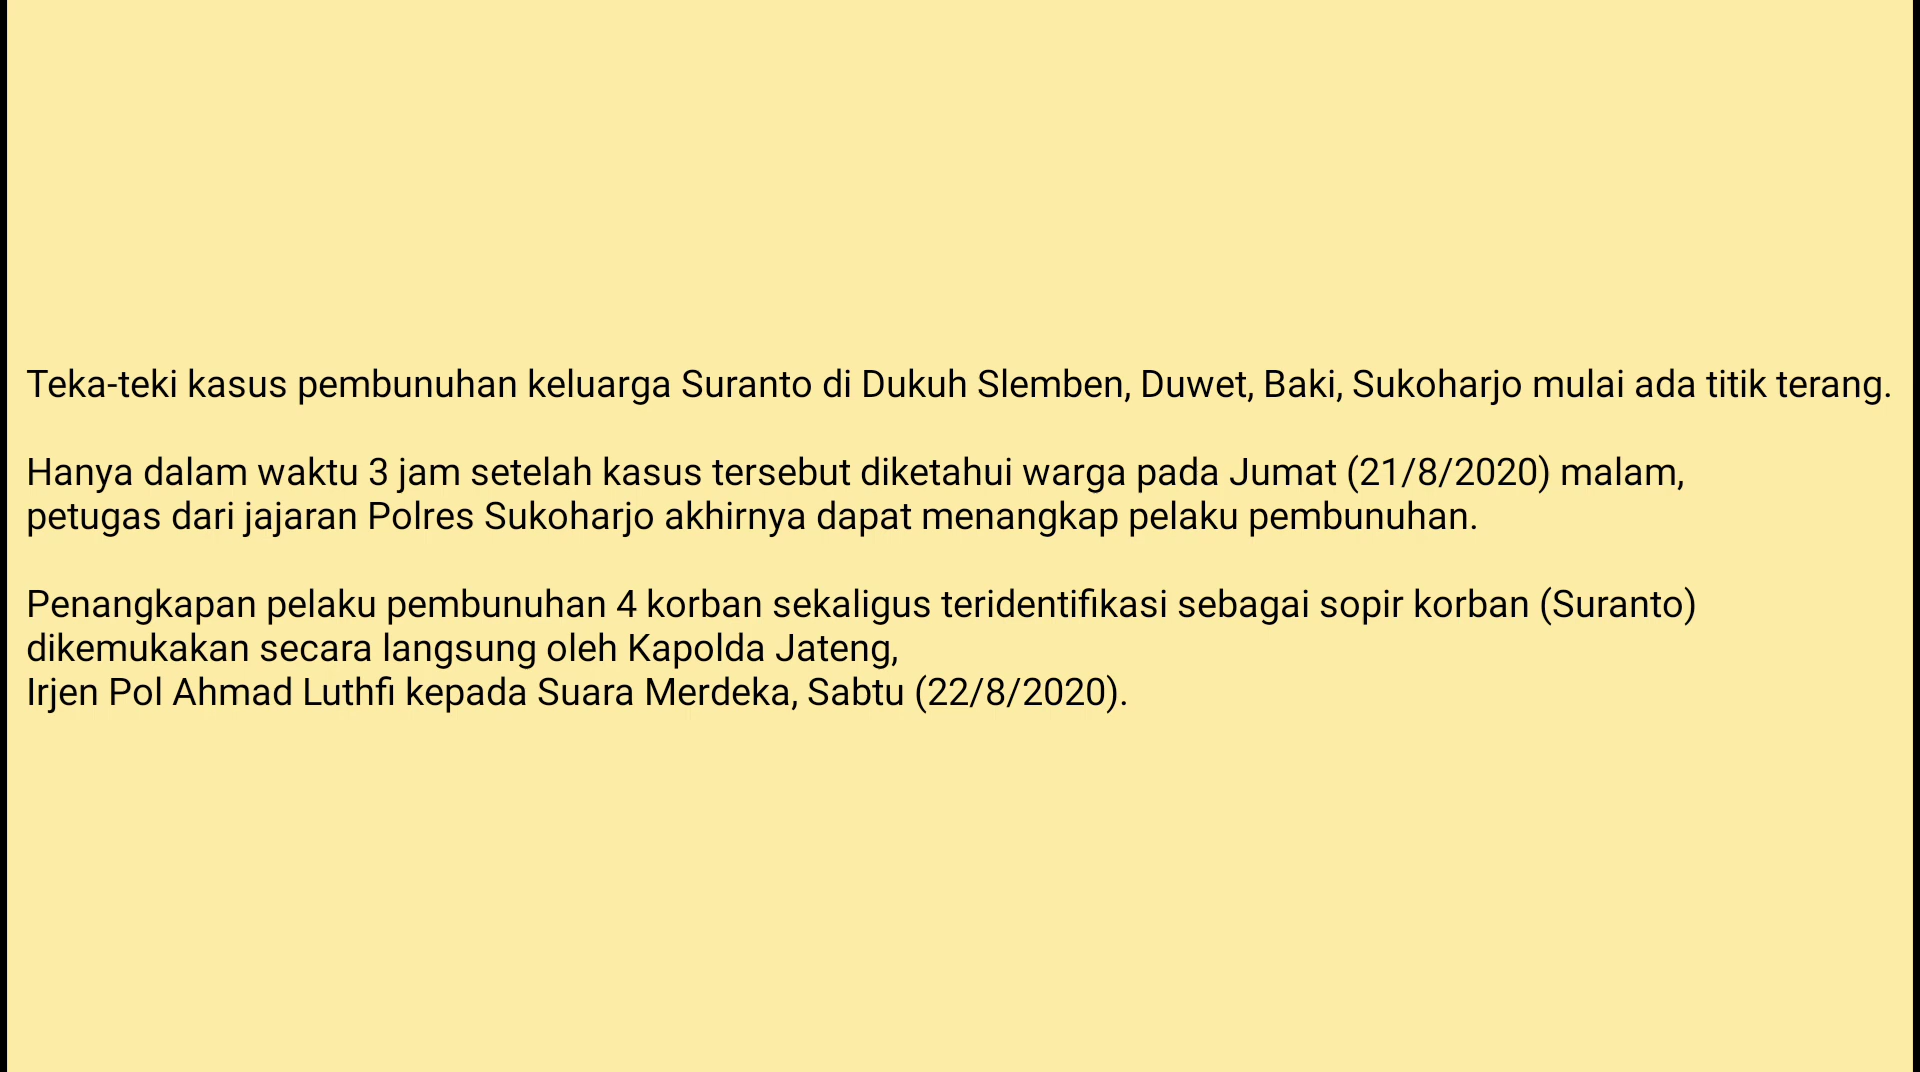 Teka-teki kasus pembunuhan keluarga Suranto di Dukuh Slemben, Duwet, Baki, Sukoharjo mulai ada titik terang.
Hanya dalam waktu 3 jam setelah kasus tersebut diketahui warga pada Jumat (21/8/2020) malam,
petugas dari jajaran Polres Sukoharjo akhirnya dapat menangkap pelaku pembunuhan.
Penangkapan pelaku pembunuhan 4 korban sekaligus teridentifikasi sebagai sopir korban (Suranto)
dikemukakan secara langsung oleh Kapolda Jateng,
Irjen Pol Ahmad Luthfi kepada Suara Merdeka, Sabtu (22/8/2020).